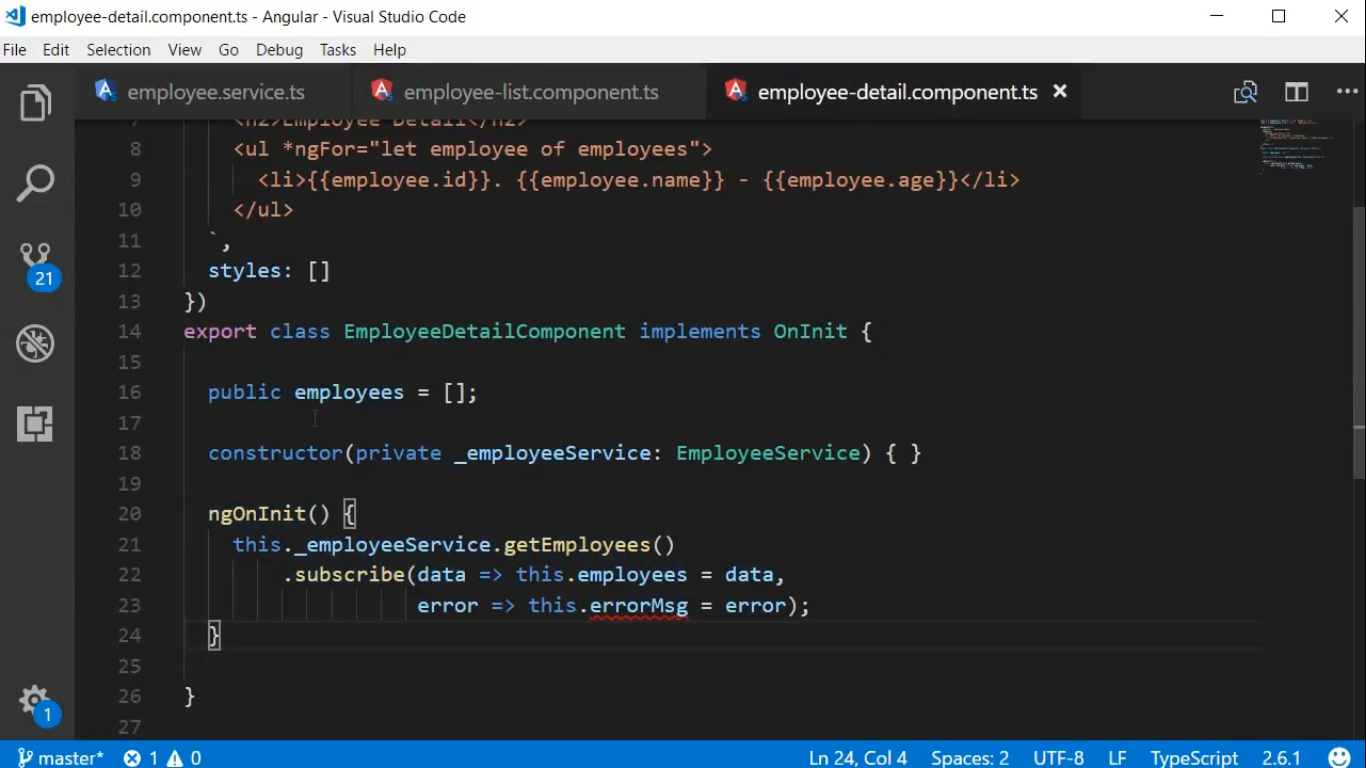 employee-detail.component.ts - Angular - Visual Studio Code
File Edit Selection View Go Debug Tasks Help
employee.service.ts employee-list.component.ts employee-detail.component.ts
7 <h2>Employee Detail</h2>
8 <ul *ngFor="let employee of employees">
9 <li>{{employee.id}}. {{employee.name}} - {{employee.age}}</li>
10 </ul>
11 `,
12 styles: []
13 })
14 export class EmployeeDetailComponent implements OnInit {
15
16 public employees = [];
17
18 constructor(private _employeeService: EmployeeService) { }
19
20 ngOnInit() {
21 this._employeeService.getEmployees()
22 .subscribe(data => this.employees = data,
23 error => this.errorMsg = error);
24 }
25
26 }
27
21
1
master* 1 0 Ln 24, Col 4 Spaces: 2 UTF-8 LF TypeScript 2.6.1